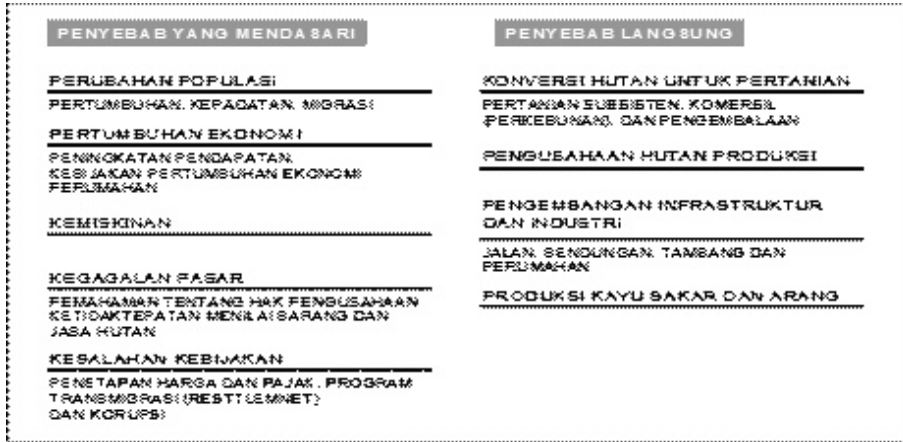 PENYEBAB YANG MENDASARI
PERUBAHAN POPULASI
PERTUMBUHAN, KEPADATAN, MIGRASI
PERTUMBUHAN EKONOMI
PENINGKATAN PENDAPATAN,
KEBIJAKAN PERTUMBUHAN EKONOMI
PERUMAHAN
KEMISKINAN
KEGAGALAN PASAR
PEMAHAMAN TENTANG HAK PENGUSAHAAN
KETIDAKTEPATAN MENILAI BARANG DAN
JASA HUTAN
KESALAHAN KEBIJAKAN
PENETAPAN HARGA DAN PAJAK, PROGRAM
TRANSMIGRASI (RESTTLEMNET)
DAN KORUPSI
PENYEBAB LANGSUNG
KONVERSI HUTAN UNTUK PERTANIAN
PERTANIAN SUBSISTEN, KOMERSIL
(PERKEBUNAN), DAN PENGEMBALAAN
PENGUSAHAAN HUTAN PRODUKSI
PENGEMBANGAN INFRASTRUKTUR
DAN INDUSTRI
JALAN, BENDUNGAN, TAMBANG DAN
PERUMAHAN
PRODUKSI KAYU BAKAR DAN ARANG